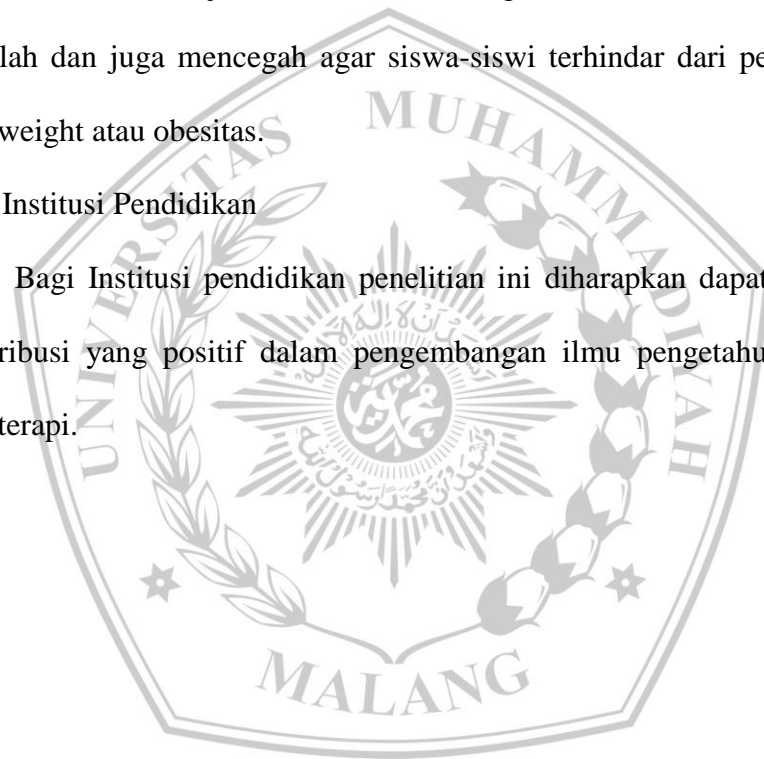 lah dan juga mencegah agar siswa-siswi terhindar dari pe
weight atau obesitas.
Institusi Pendidikan
Bagi Institusi pendidikan penelitian ini diharapkan dapat
ribusi yang positif dalam pengembangan ilmu pengetahu
terapi.
UNIVERSITAS MUHAMMADIYAH
MALANG